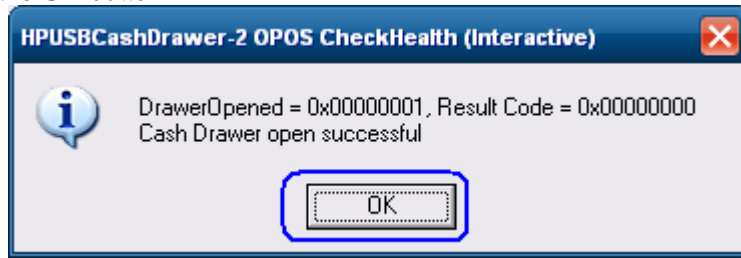 HPUSBCashDrawer-2 OPOS CheckHealth (Interactive)
DrawerOpened = 0x00000001, Result Code = 0x00000000
Cash Drawer open successful
OK